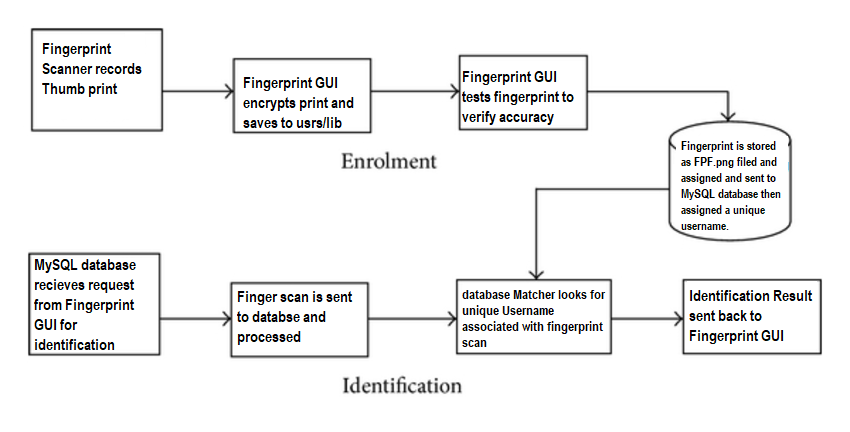 Fingerprint
Scanner records
Thumb print
Fingerprint GUI
encrypts print and
saves to usrs/lib
Fingerprint GUI
tests fingerprint to
verify accuracy
Fingerprint is stored
as FPF.png filed and
assigned and sent to
MySQL database then
assigned a unique
username.
Enrolment
MySQL database
recieves request
from Fingerprint
GUI for
identification
Finger scan is sent
to databse and
processed
database Matcher looks for
unique Username
associated with fingerprint
scan
Identification Result
sent back to
Fingerprint GUI
Identification